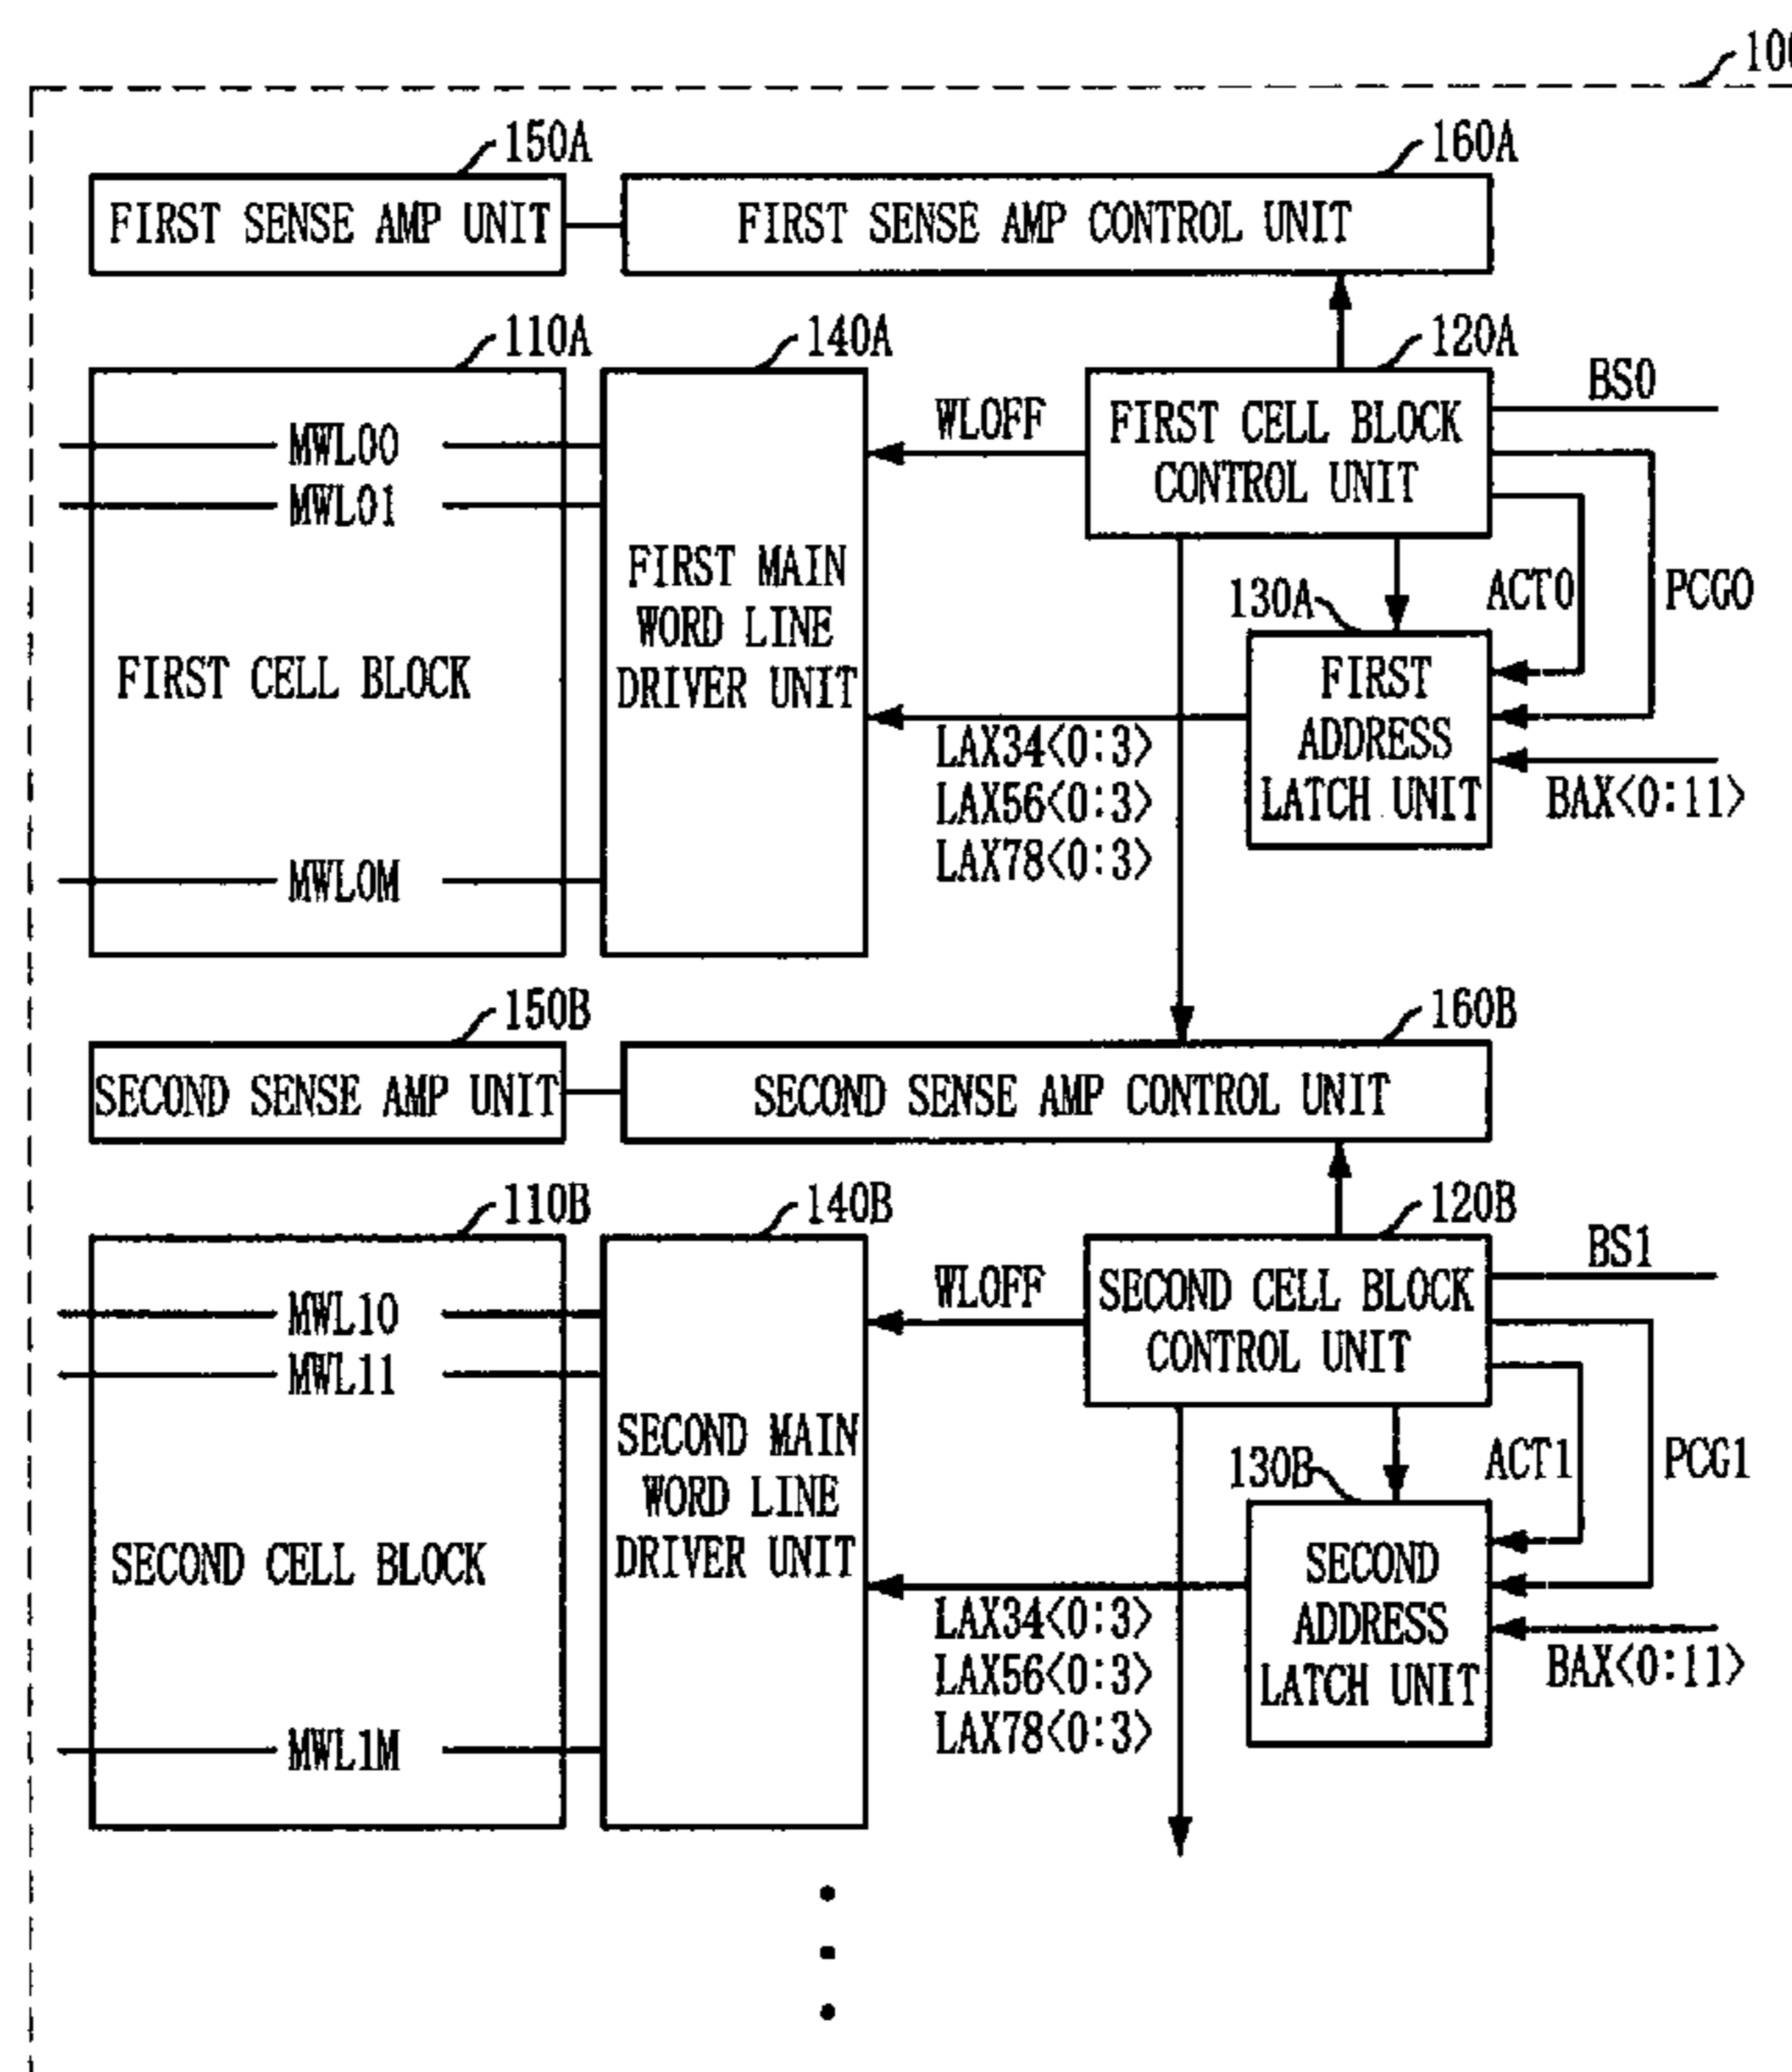 100
150A
160A
FIRST SENSE AMP UNIT
FIRST SENSE AMP CONTROL UNIT
110A
140A
120A
BS0
MWL00
MWL01
FIRST CELL BLOCK
MWL0M
FIRST MAIN
WORD LINE
DRIVER UNIT
WLOFF
FIRST CELL BLOCK
CONTROL UNIT
ACT0
PCG0
130A
FIRST
ADDRESS
LATCH UNIT
BAX<0:11>
LAX34<0:3>
LAX56<0:3>
LAX78<0:3>
150B
160B
SECOND SENSE AMP UNIT
SECOND SENSE AMP CONTROL UNIT
110B
140B
120B
BS1
MWL10
MWL11
SECOND CELL BLOCK
MWL1M
SECOND MAIN
WORD LINE
DRIVER UNIT
WLOFF
SECOND CELL BLOCK
CONTROL UNIT
ACT1
PCG1
130B
SECOND
ADDRESS
LATCH UNIT
BAX<0:11>
LAX34<0:3>
LAX56<0:3>
LAX78<0:3>